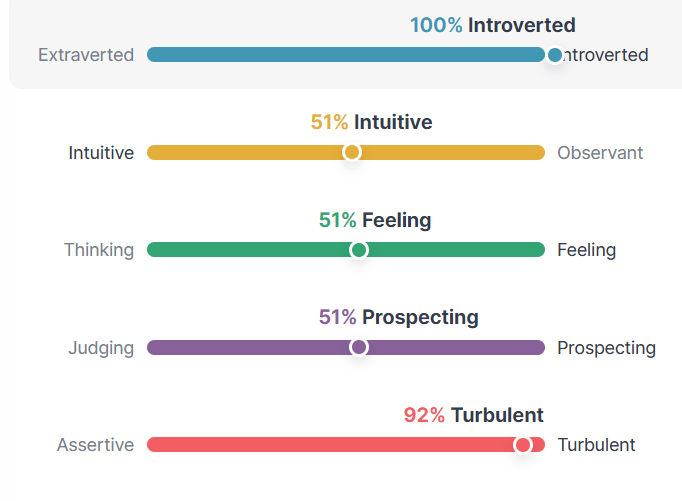 100% Introverted
Extraverted ntroverted
51% Intuitive
Intuitive Observant
51% Feeling
Thinking Feeling
51% Prospecting
Judging Prospecting
92% Turbulent
Assertive Turbulent